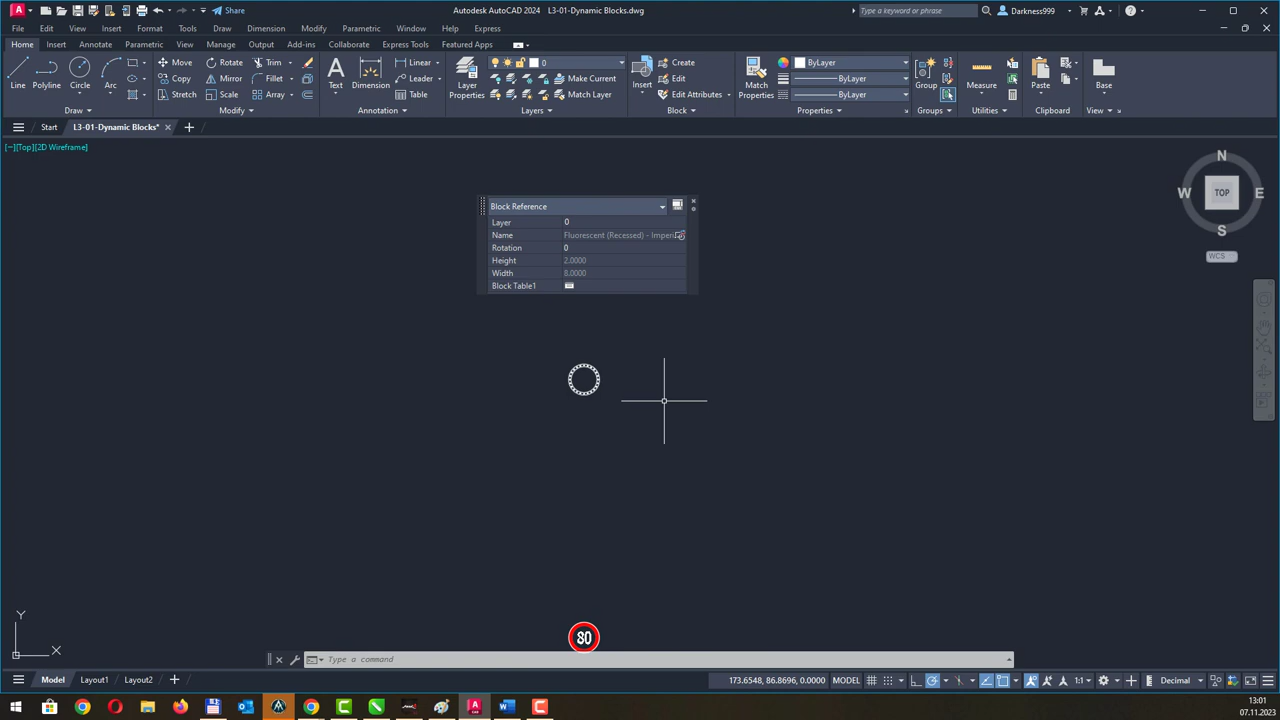 Share
Autodesk AutoCAD 2024 L3-01-Dynamic Blocks.dwg
Type a keyword or phrase
Darkness999
File Edit View Insert Format Tools Draw Dimension Modify Parametric Window Help Express
Home Insert Annotate Parametric View Manage Output Add-ins Collaborate Express Tools Featured Apps
Line Polyline Circle Arc
Move Rotate Trim
Copy Mirror Fillet
Stretch Scale Array
Text Dimension
Linear
Leader
Table
Layer Properties
0
Make Current
Match Layer
Insert
Create
Edit
Edit Attributes
Match Properties
ByLayer
ByLayer
ByLayer
Group
Measure
Paste
Base
Draw Modify Annotation Layers Block Properties Groups Utilities Clipboard View
Start L3-01-Dynamic Blocks*
[−][Top][2D Wireframe]
N
W TOP E
S
WCS
Block Reference
Layer 0
Name Fluorescent (Recessed) - Imperi
Rotation 0
Height 2.0000
Width 8.0000
Block Table1
80
Y
X
Type a command
Model Layout1 Layout2
173.6548, 86.8696, 0.0000 MODEL 1:1 Decimal
13:01
07.11.2023